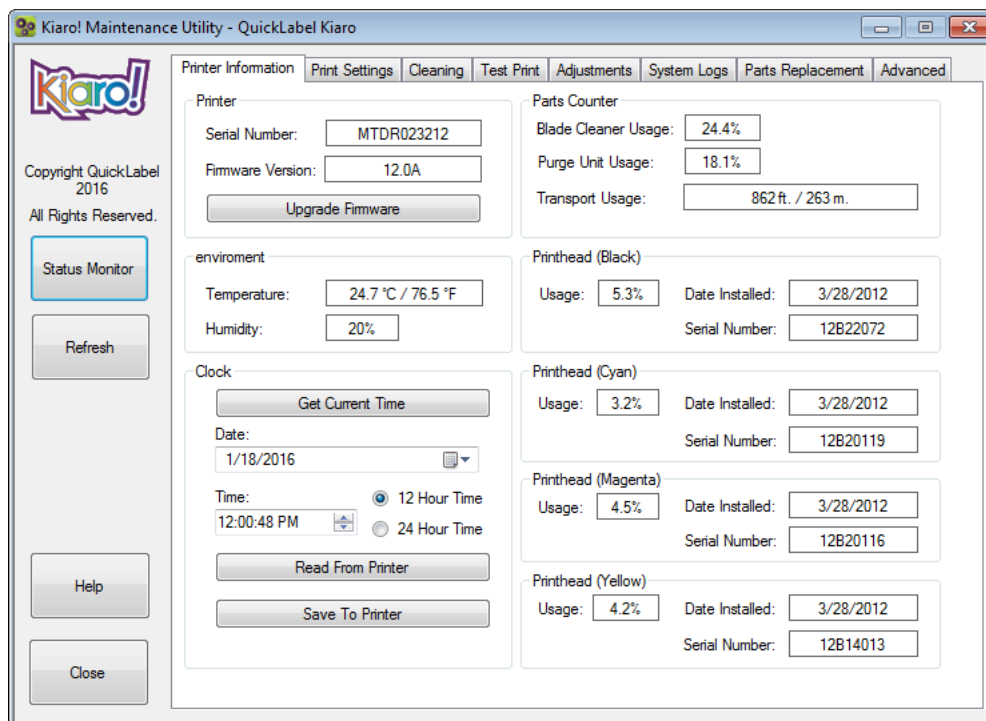 Kiaro! Maintenance Utility - QuickLabel Kiaro
Kiaro!
Copyright QuickLabel
2016
All Rights Reserved.
Status Monitor
Refresh
Help
Close
Printer Information Print Settings Cleaning Test Print Adjustments System Logs Parts Replacement Advanced
Printer
Serial Number: MTDR023212
Firmware Version: 12.0A
Upgrade Firmware
enviroment
Temperature: 24.7 °C / 76.5 °F
Humidity: 20%
Clock
Get Current Time
Date:
1/18/2016
Time:
12:00:48 PM
12 Hour Time
24 Hour Time
Read From Printer
Save To Printer
Parts Counter
Blade Cleaner Usage: 24.4%
Purge Unit Usage: 18.1%
Transport Usage: 862 ft. / 263 m.
Printhead (Black)
Usage: 5.3% Date Installed: 3/28/2012
Serial Number: 12B22072
Printhead (Cyan)
Usage: 3.2% Date Installed: 3/28/2012
Serial Number: 12B20119
Printhead (Magenta)
Usage: 4.5% Date Installed: 3/28/2012
Serial Number: 12B20116
Printhead (Yellow)
Usage: 4.2% Date Installed: 3/28/2012
Serial Number: 12B14013